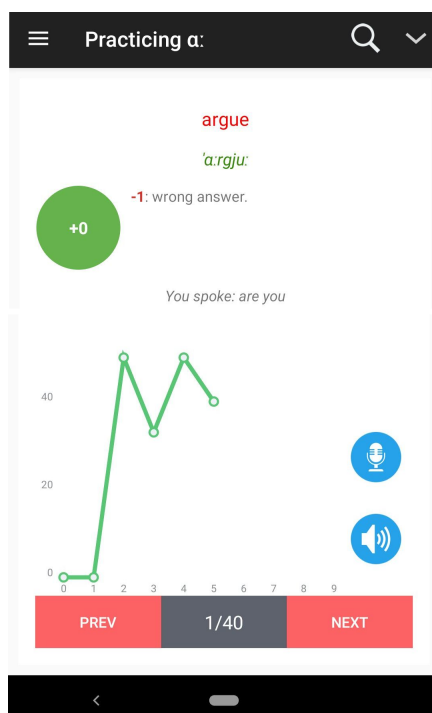 Practicing ɑː
argue
'ɑːrgjuː
-1: wrong answer.
+0
You spoke: are you
40
20
0
0 1 2 3 4 5 6 7 8 9
PREV 1/40 NEXT